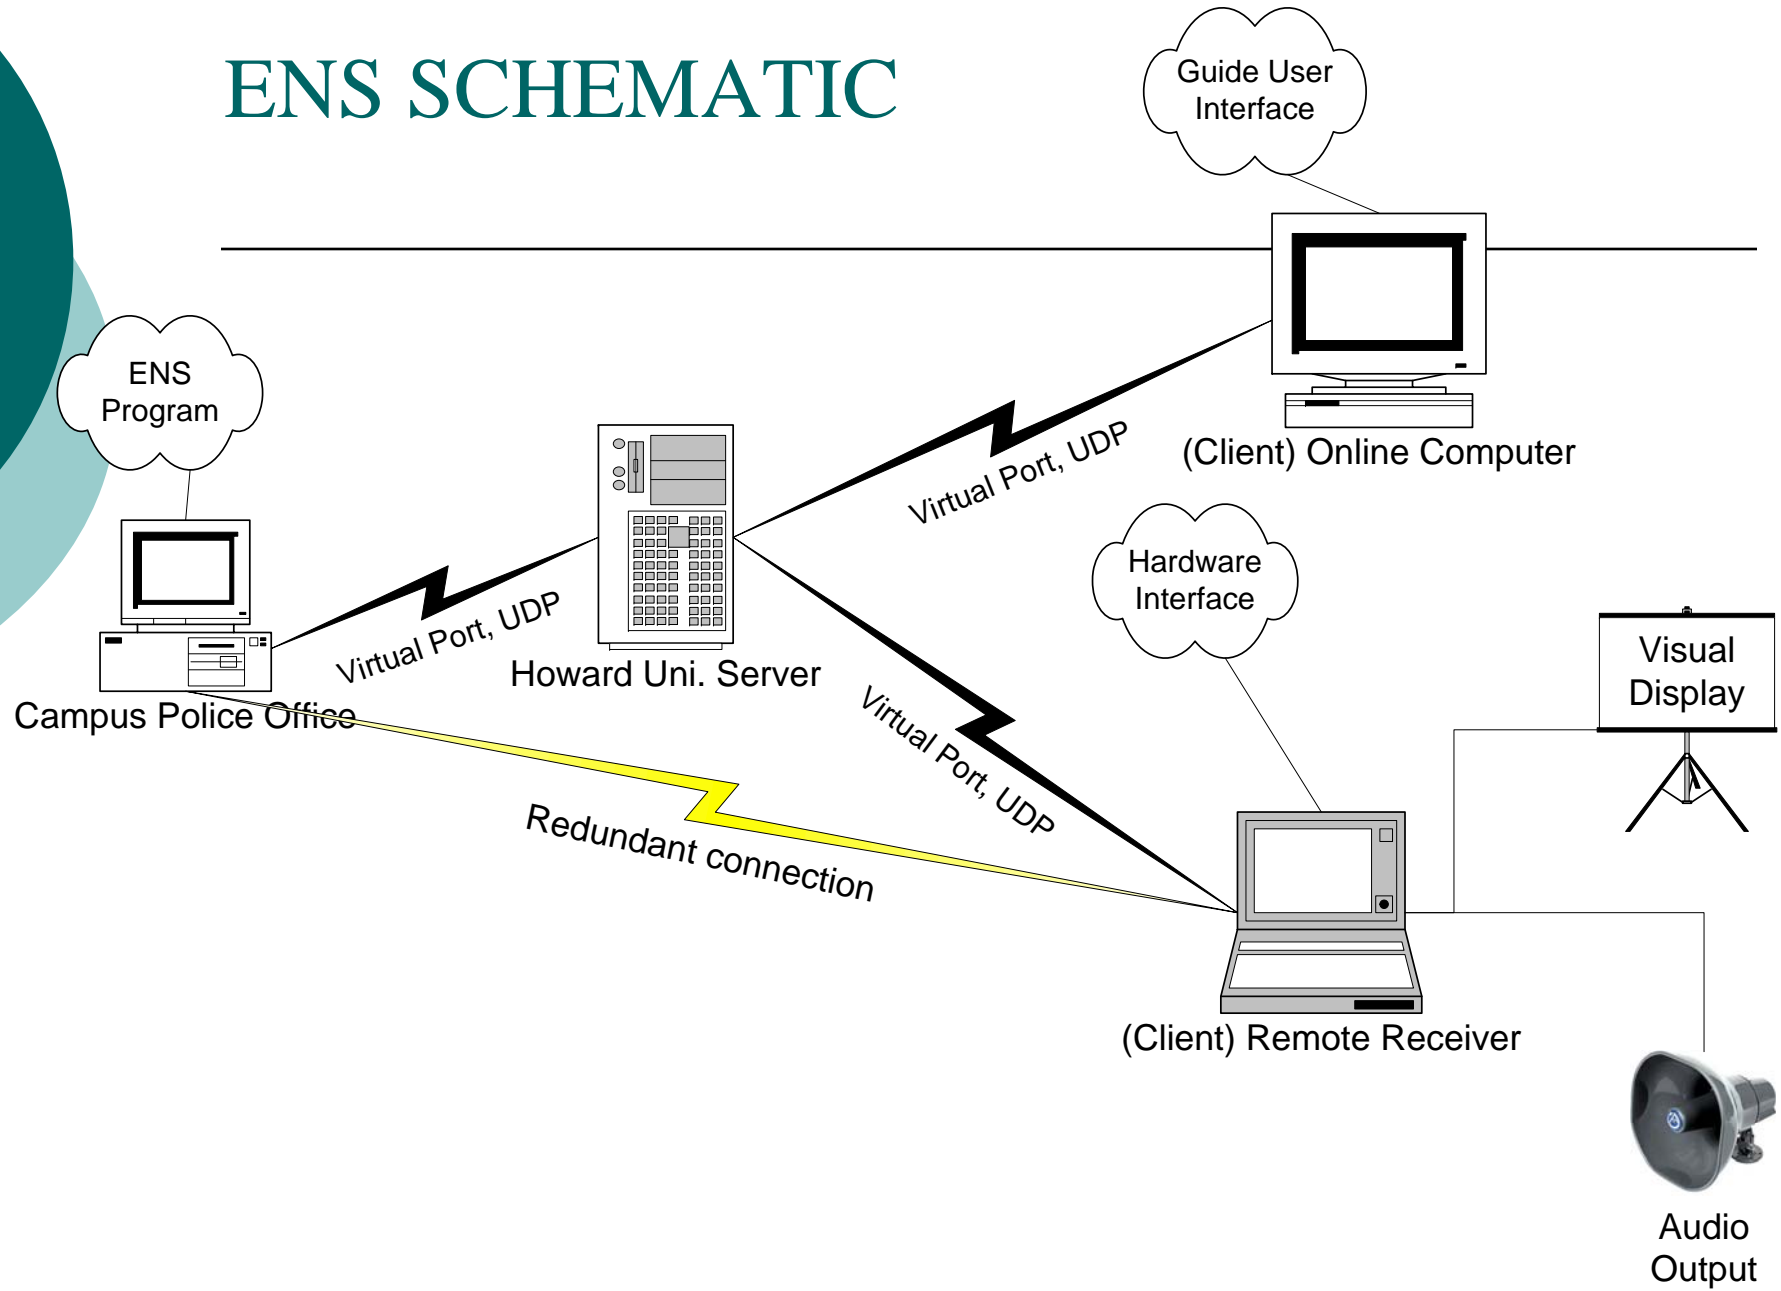 ENS SCHEMATIC
Guide User
Interface
ENS
Program
(Client) Online Computer
Virtual Port, UDP
Hardware
Interface
Virtual Port, UDP
Howard Uni. Server
Visual
Display
Campus Police Office
Virtual Port, UDP
Redundant connection
(Client) Remote Receiver
Audio
Output